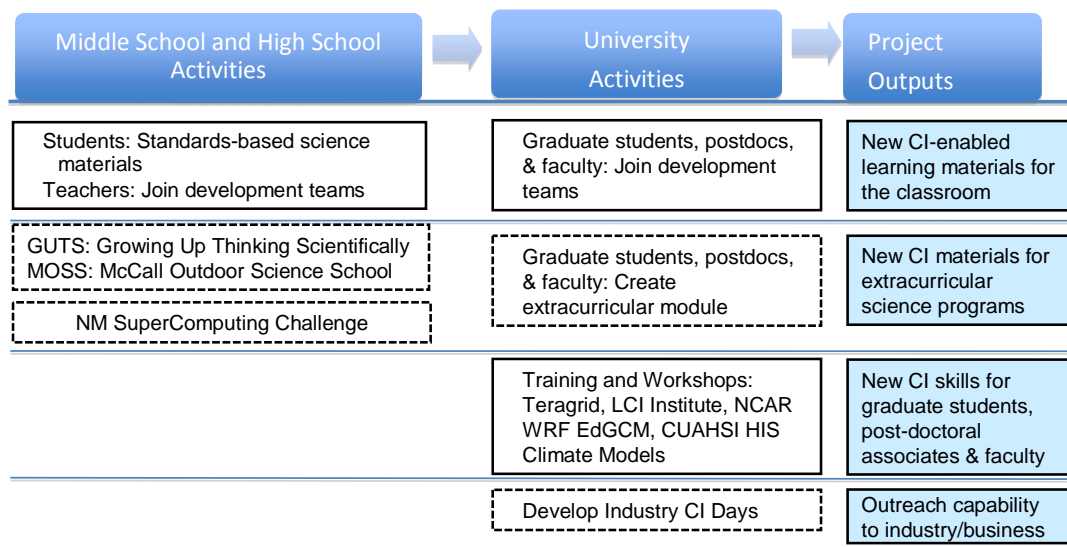 Middle School and High School
Activities
University
Activities
Project
Outputs
Students: Standards-based science
materials
Teachers: Join development teams
Graduate students, postdocs,
& faculty: Join development
teams
New CI-enabled
learning materials for
the classroom
GUTS: Growing Up Thinking Scientifically
MOSS: McCall Outdoor Science School
NM SuperComputing Challenge
Graduate students, postdocs,
& faculty: Create
extracurricular module
New CI materials for
extracurricular
science programs
Training and Workshops:
Teragrid, LCI Institute, NCAR
WRF EdGCM, CUAHSI HIS
Climate Models
New CI skills for
graduate students,
post-doctoral
associates & faculty
Develop Industry CI Days
Outreach capability
to industry/business